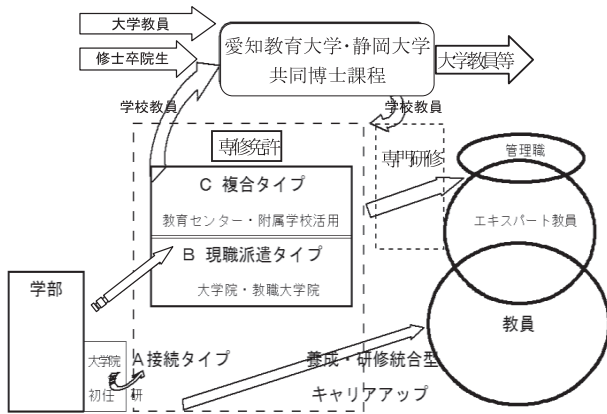 大学教員
修士卒院生
愛知教育大学・静岡大学
共同博士課程
大学教員等
学校教員
学校教員
専修免許
専門研修
管理職
C 複合タイプ
教育センター・附属学校活用
エキスパート教員
B 現職派遣タイプ
大学院・教職大学院
学部
教員
大学院
A接続タイプ
養成・研修統合型
初任
研
キャリアアップ